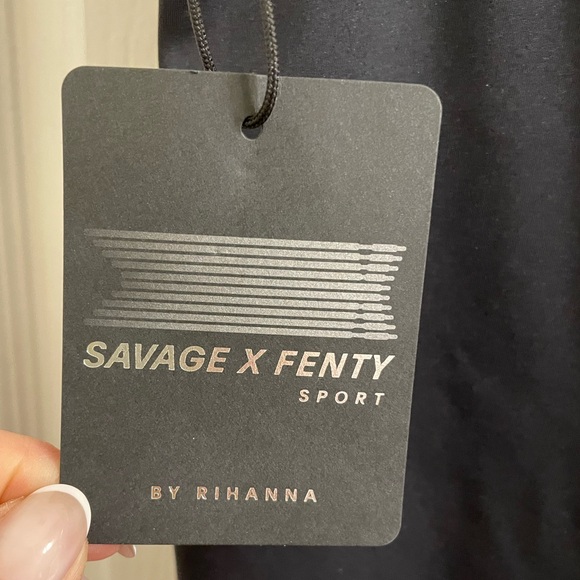 SAVAGE X FENTY
SPORT
BY RIHANNA